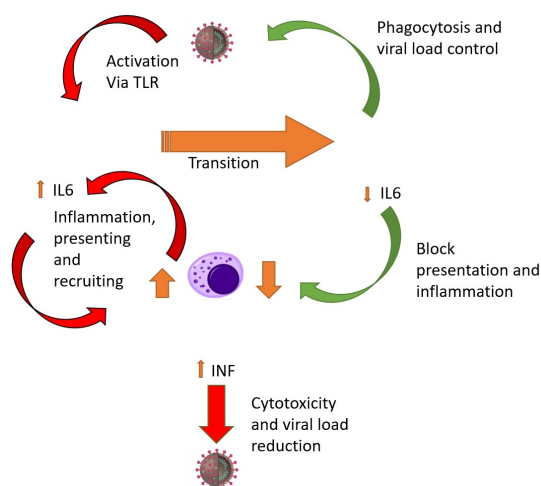 Activation
Via TLR
Phagocytosis and
viral load control
Transition
IL6
Inflammation,
presenting
and
recruiting
IL6
Block
presentation and
inflammation
INF
Cytotoxicity
and viral load
reduction